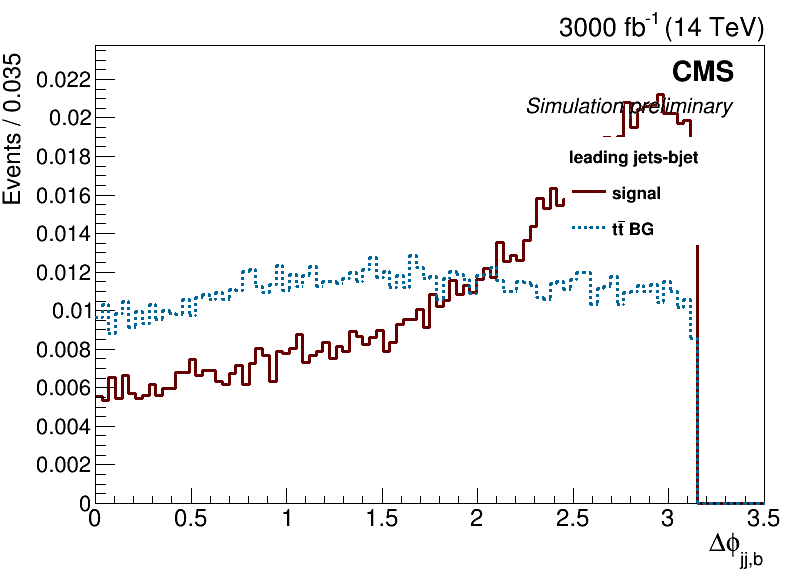 3000 fb⁻¹ (14 TeV)
CMS
Simulation preliminary
leading jets-bjet
signal
tt̄ BG
Events / 0.035
0.022
0.02
0.018
0.016
0.014
0.012
0.01
0.008
0.006
0.004
0.002
0
0 0.5 1 1.5 2 2.5 3 3.5
Δϕjj,b